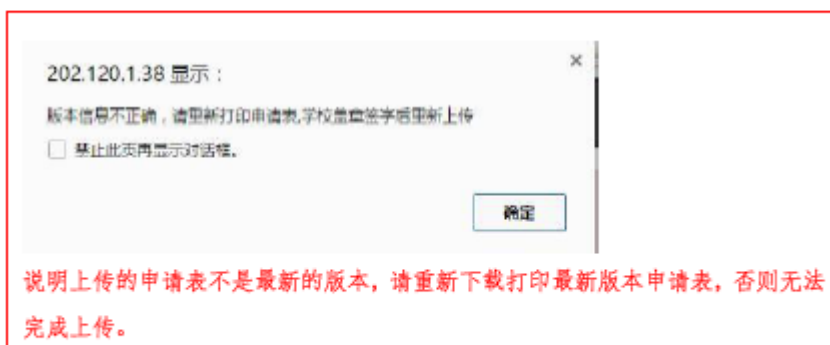 202.120.1.38 显示：
版本信息不正确，请重新打印申请表,学校盖章签字后重新上传
禁止此页再显示对话框。
确定
说明上传的申请表不是最新的版本，请重新下载打印最新版本申请表，否则无法
完成上传。